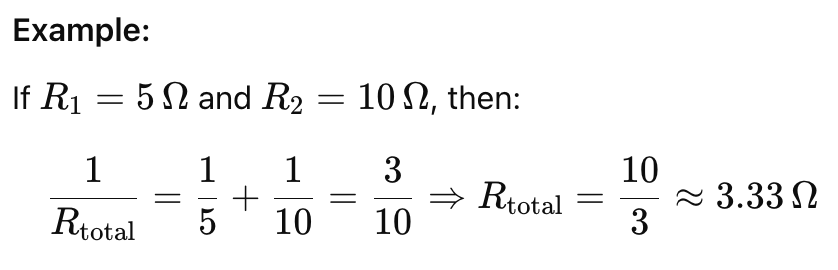 Example:
If R₁ = 5 Ω and R₂ = 10 Ω, then:
1/R_total = 1/5 + 1/10 = 3/10 ⇒ R_total = 10/3 ≈ 3.33 Ω